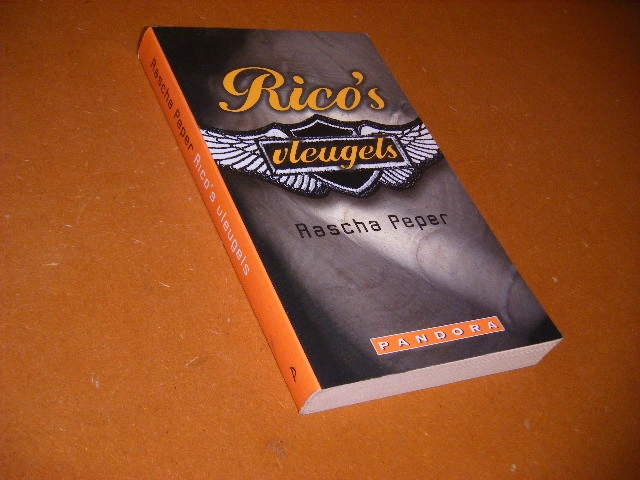 Rico's
vleugels
Rascha Peper
PANDORA
Rascha Peper Rico's vleugels
P